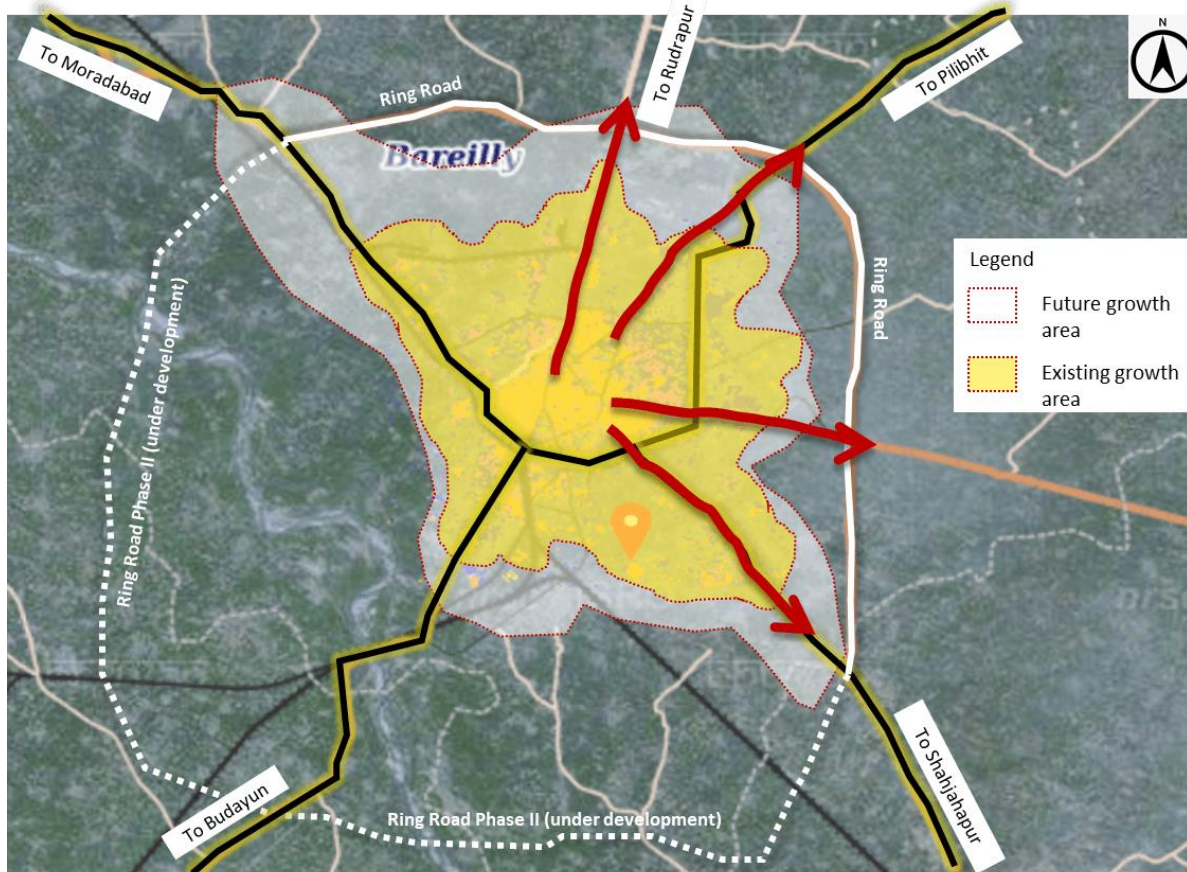 To Moradabad
Ring Road
To Rudrapur
To Pilibhit
N
Bareilly
Ring Road
Legend
Future growth
area
Existing growth
area
Ring Road Phase II (under development)
Ring Road Phase II (under development)
To Budayun
To Shahjahapur